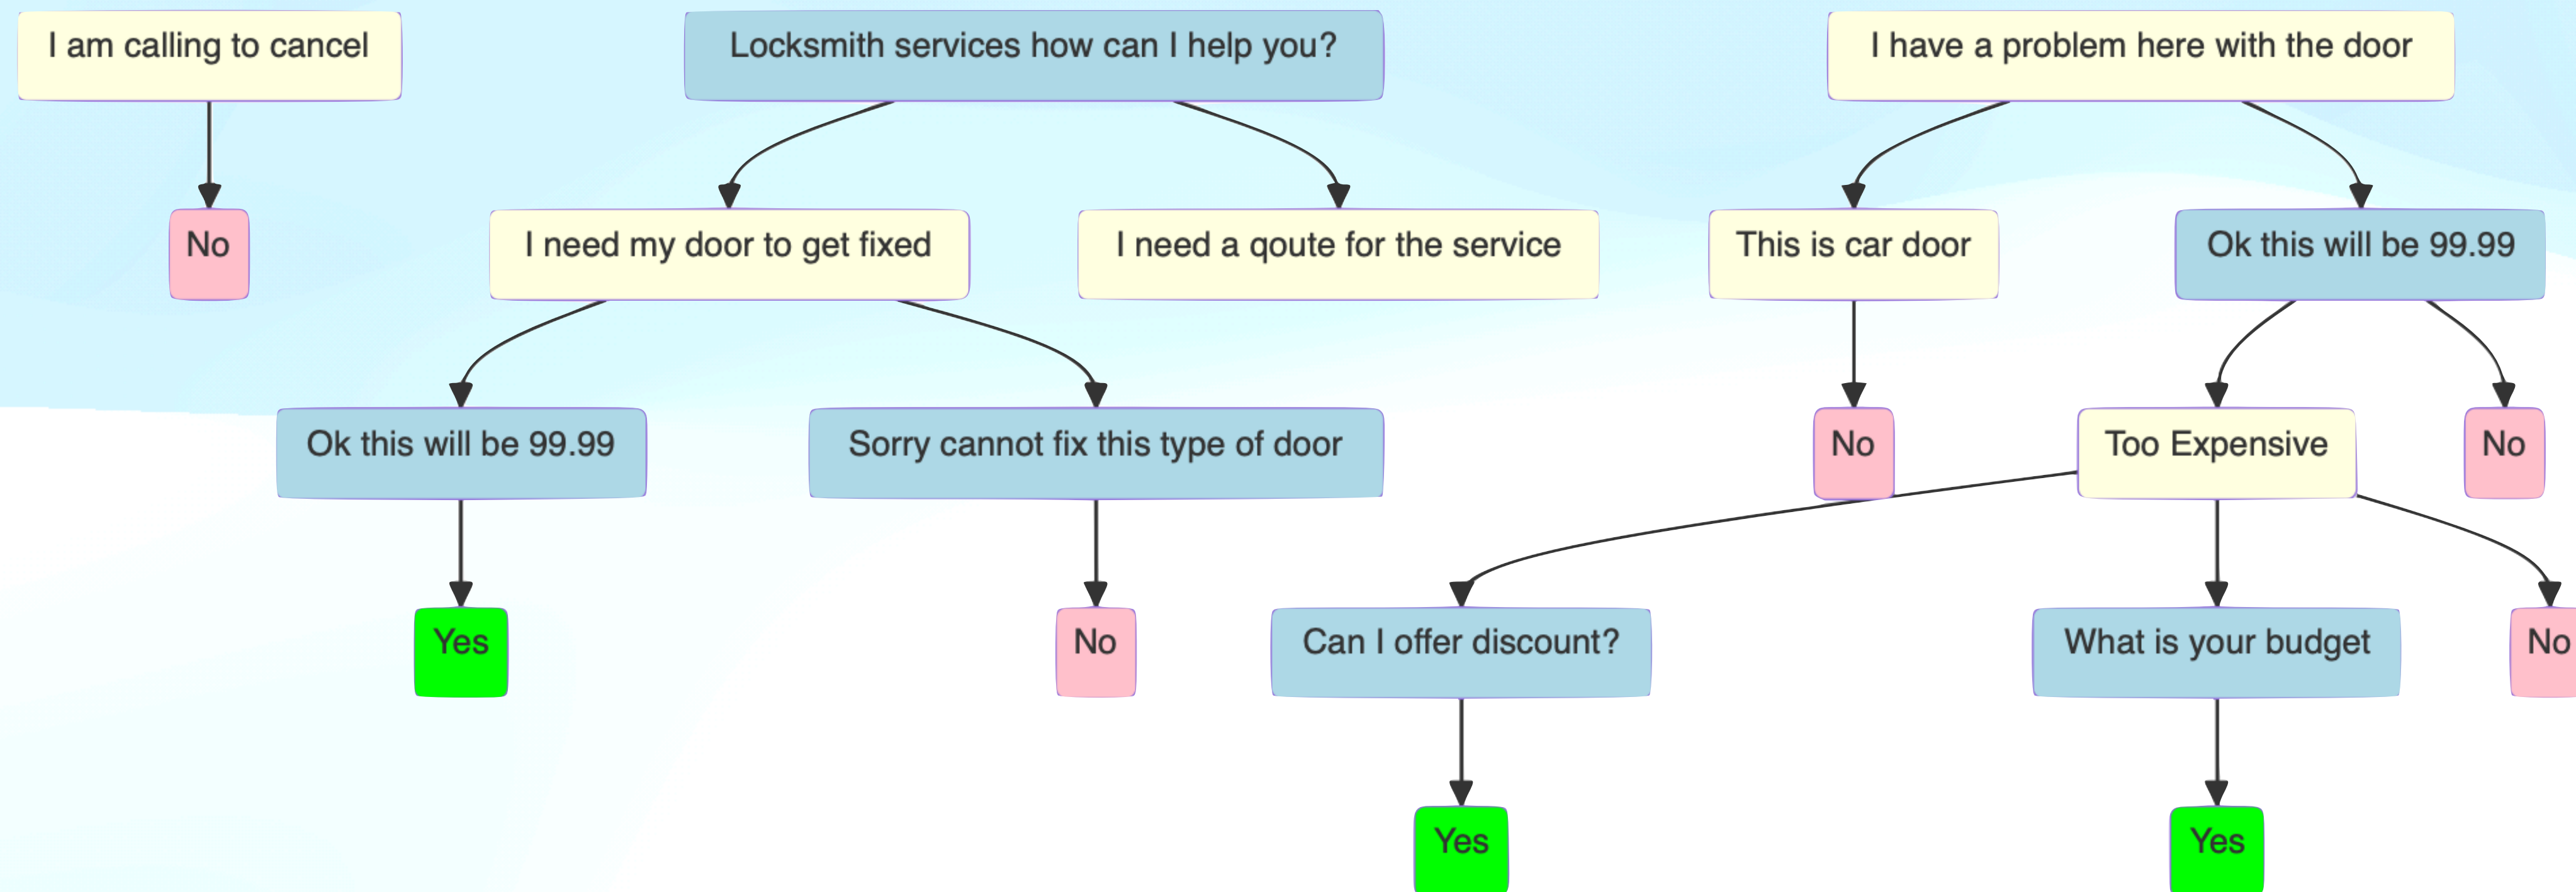 I am calling to cancel
Locksmith services how can I help you?
I have a problem here with the door
No
I need my door to get fixed
I need a qoute for the service
This is car door
Ok this will be 99.99
Ok this will be 99.99
Sorry cannot fix this type of door
No
Too Expensive
No
Yes
No
Can I offer discount?
What is your budget
No
Yes
Yes